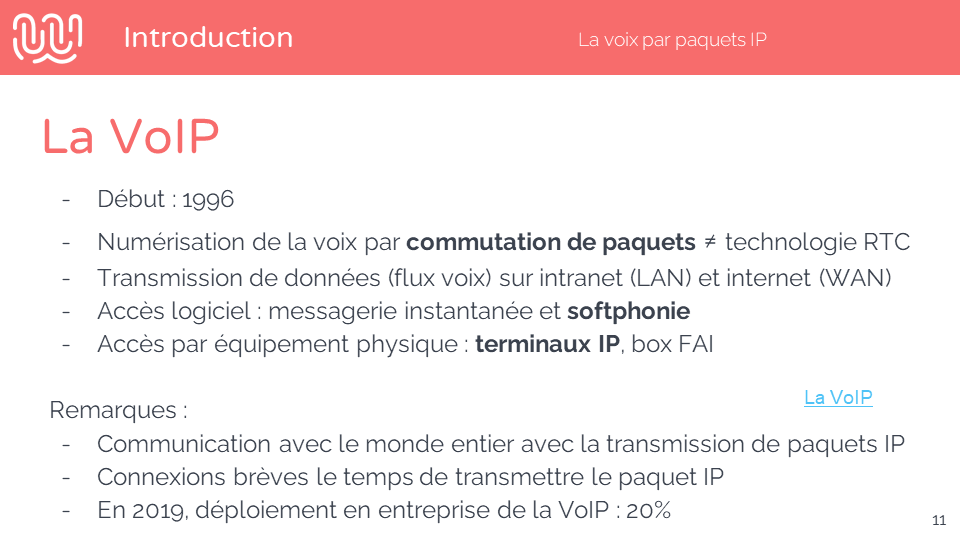 Introduction
La voix par paquets IP
La VoIP
- Début : 1996
- Numérisation de la voix par commutation de paquets ≠ technologie RTC
- Transmission de données (flux voix) sur intranet (LAN) et internet (WAN)
- Accès logiciel : messagerie instantanée et softphonie
- Accès par équipement physique : terminaux IP, box FAI
La VoIP
Remarques :
- Communication avec le monde entier avec la transmission de paquets IP
- Connexions brèves le temps de transmettre le paquet IP
- En 2019, déploiement en entreprise de la VoIP : 20%
11